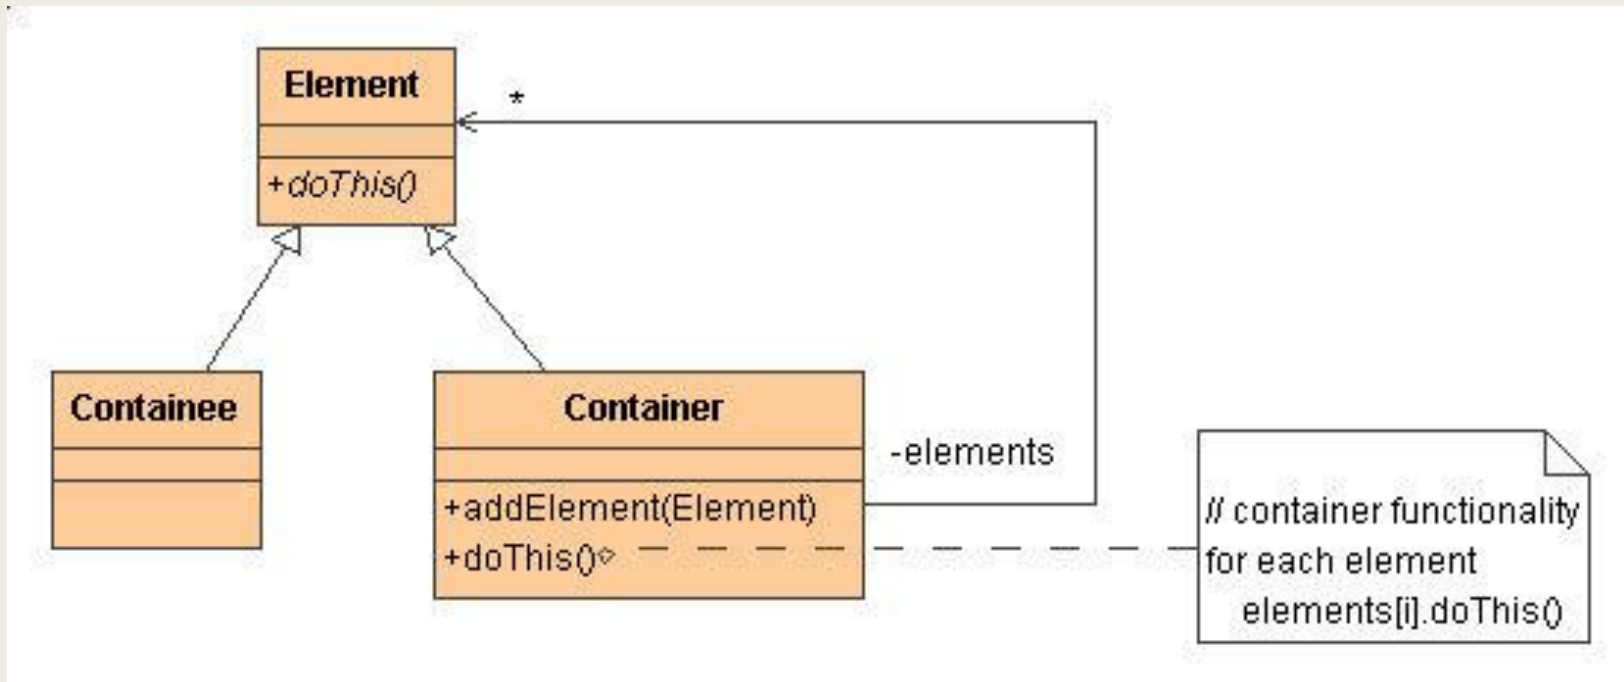 Element
*
+doThis()
Containee
Container
-elements
+addElement(Element)
+doThis()
// container functionality
for each element
elements[i].doThis()